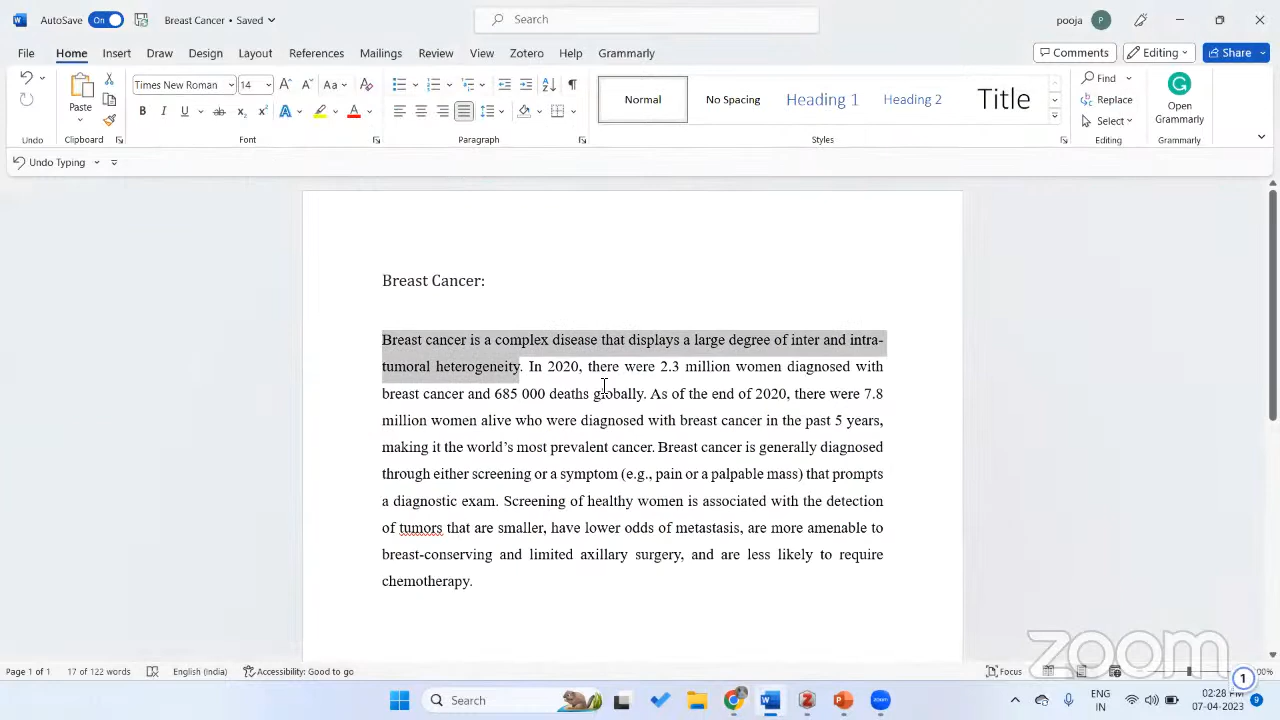 AutoSave On Breast Cancer • Saved Search pooja P
File Home Insert Draw Design Layout References Mailings Review View Zotero Help Grammarly Comments Editing Share
Paste Times New Roman 14 Aa Normal No Spacing Heading 1 Heading 2 Title Find Replace Select Open Grammarly
Undo Clipboard Font Paragraph Styles Editing Grammarly
Undo Typing
Breast Cancer:
Breast cancer is a complex disease that displays a large degree of inter and intra-
tumoral heterogeneity. In 2020, there were 2.3 million women diagnosed with
breast cancer and 685 000 deaths globally. As of the end of 2020, there were 7.8
million women alive who were diagnosed with breast cancer in the past 5 years,
making it the world's most prevalent cancer. Breast cancer is generally diagnosed
through either screening or a symptom (e.g., pain or a palpable mass) that prompts
a diagnostic exam. Screening of healthy women is associated with the detection
of tumors that are smaller, have lower odds of metastasis, are more amenable to
breast-conserving and limited axillary surgery, and are less likely to require
chemotherapy.
zoom
Page 1 of 1 17 of 122 words English (India) Accessibility: Good to go Focus 1
Search ENG IN 02:28 PM 07-04-2023